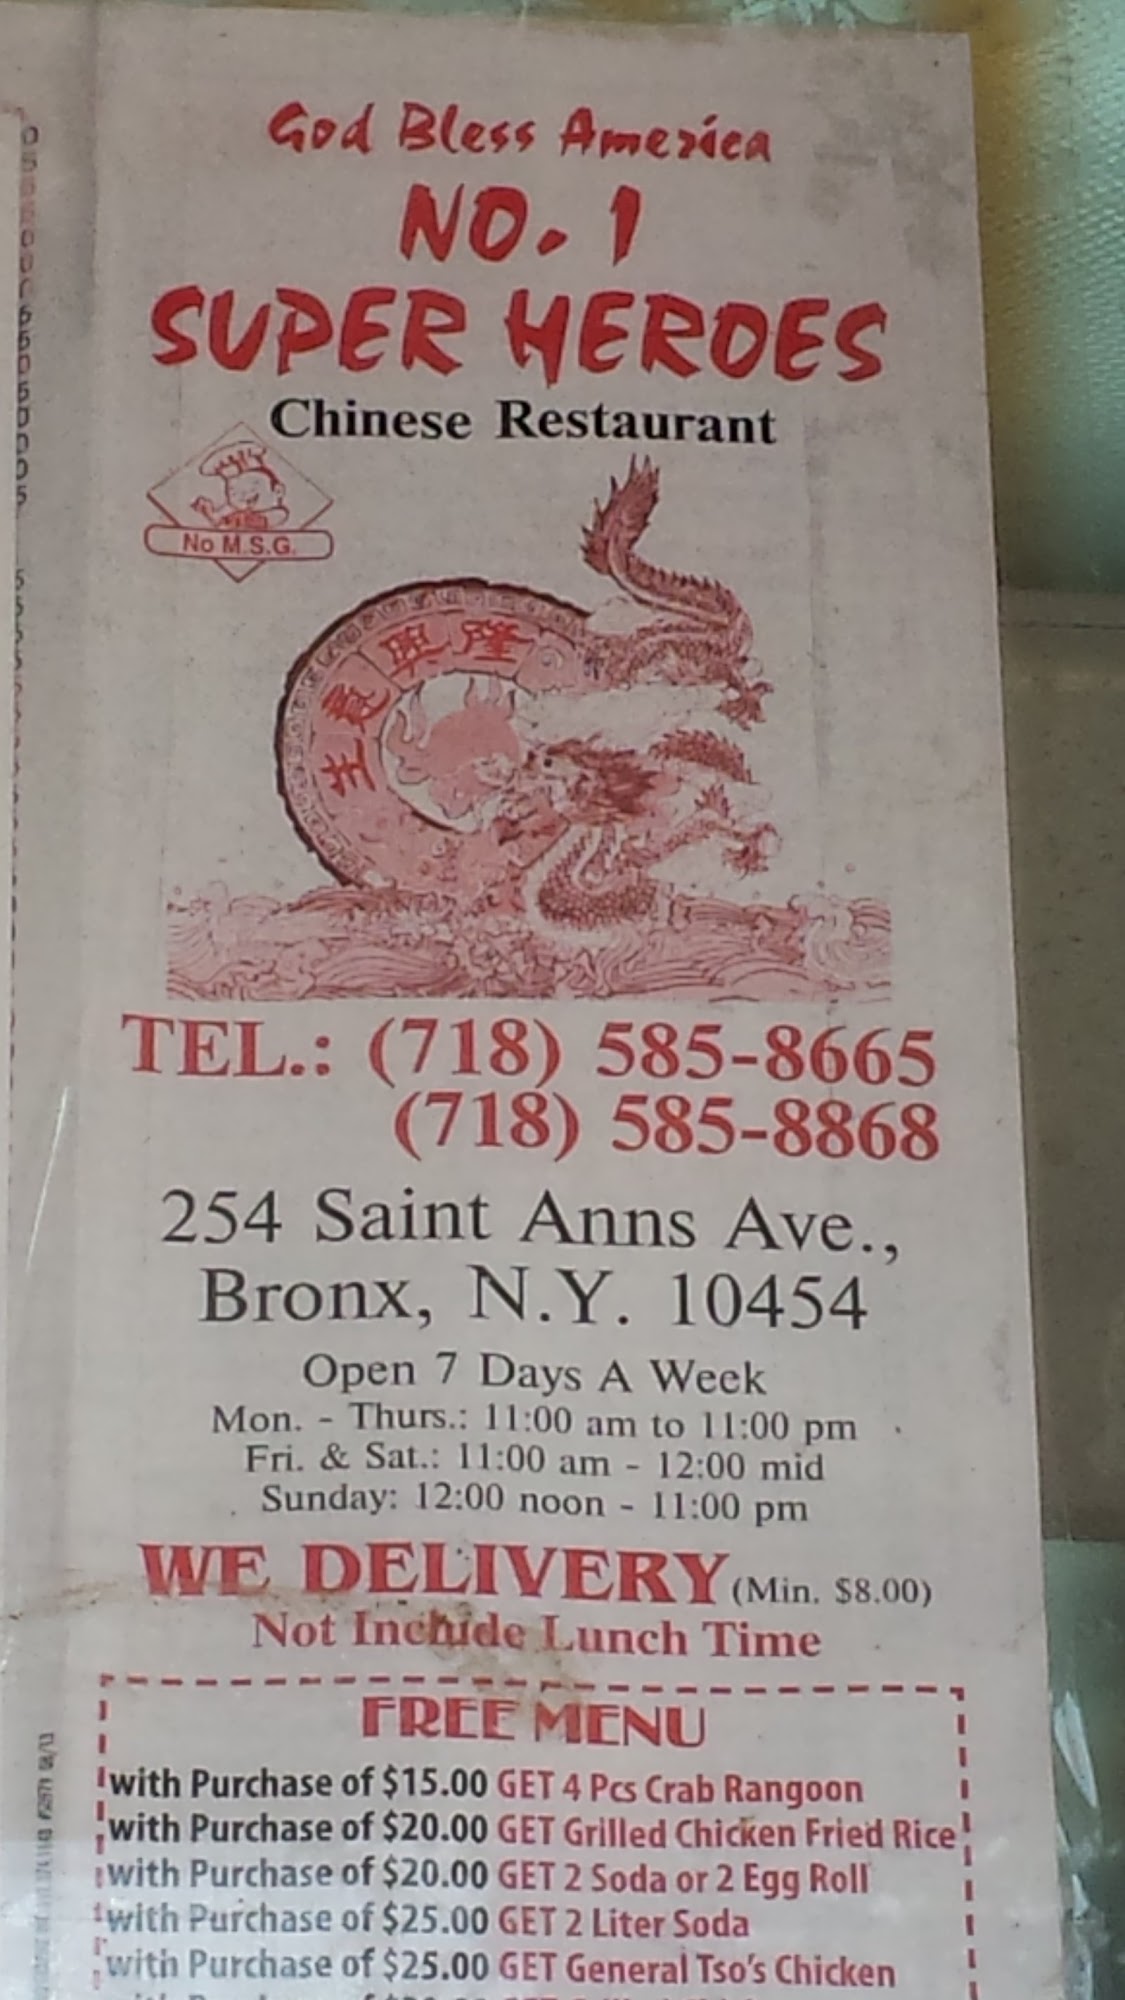 God Bless America
NO. 1
SUPER HEROES
Chinese Restaurant
No M.S.G.
興隆
生意
TEL.: (718) 585-8665
(718) 585-8868
254 Saint Anns Ave.,
Bronx, N.Y. 10454
Open 7 Days A Week
Mon. - Thurs.: 11:00 am to 11:00 pm
Fri. & Sat.: 11:00 am - 12:00 mid
Sunday: 12:00 noon - 11:00 pm
WE DELIVERY (Min. $8.00)
Not Include Lunch Time
FREE MENU
with Purchase of $15.00 GET 4 Pcs Crab Rangoon
with Purchase of $20.00 GET Grilled Chicken Fried Rice
with Purchase of $20.00 GET 2 Soda or 2 Egg Roll
with Purchase of $25.00 GET 2 Liter Soda
with Purchase of $25.00 GET General Tso's Chicken